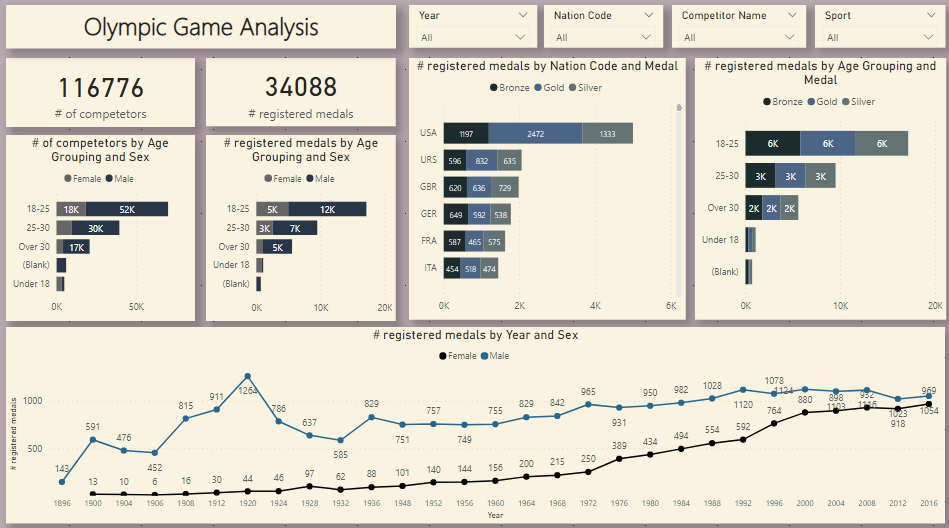 Olympic Game Analysis
Year
All
Nation Code
All
Competitor Name
All
Sport
All
116776
# of competetors
34088
# registered medals
# of competetors by Age
Grouping and Sex
Female Male
18-25 18K 52K
25-30 30K
Over 30 17K
(Blank)
Under 18
0K 50K
# registered medals by Age
Grouping and Sex
Female Male
18-25 5K 12K
25-30 3K 7K
Over 30 5K
Under 18
(Blank)
0K 10K 20K
# registered medals by Nation Code and Medal
Bronze Gold Silver
USA 1197 2472 1333
URS 596 832 635
GBR 620 636 729
GER 649 592 538
FRA 587 465 575
ITA 454 518 474
0K 2K 4K 6K
# registered medals by Age Grouping and
Medal
Bronze Gold Silver
18-25 6K 6K 6K
25-30 3K 3K 3K
Over 30 2K 2K 2K
Under 18
(Blank)
0K 10K 20K
# registered medals by Year and Sex
Female Male
# registered medals
1000
500
143 591 476 452 815 911 1264 786 637 585 829 751 757 749 755 829 842 965 931 950 982 1028 1120 1078 1124 1103 1116 1023 1054
13 10 6 16 30 44 46 97 62 88 101 140 144 156 200 215 250 389 434 494 554 592 764 880 898 932 918 969
1896 1900 1904 1906 1908 1912 1920 1924 1928 1932 1936 1948 1952 1956 1960 1964 1968 1972 1976 1980 1984 1988 1992 1996 2000 2004 2008 2012 2016
Year